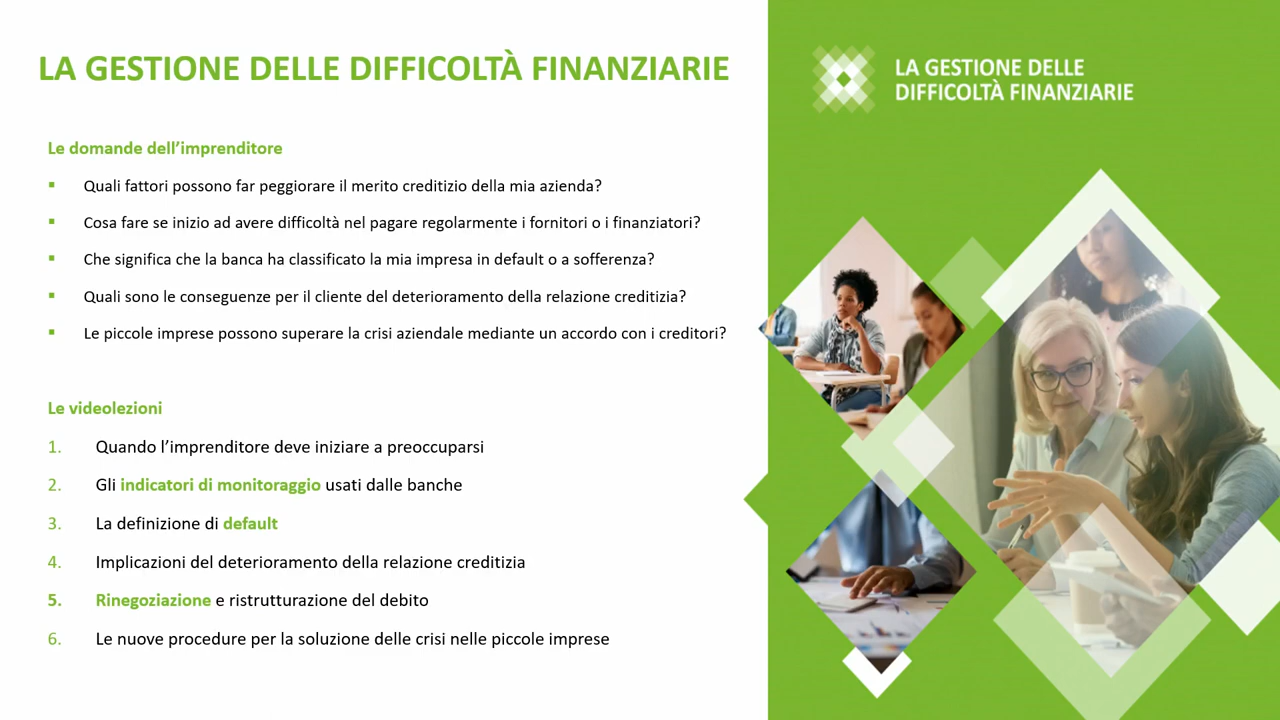 LA GESTIONE DELLE DIFFICOLTÀ FINANZIARIE
Le domande dell'imprenditore
▪ Quali fattori possono far peggiorare il merito creditizio della mia azienda?
▪ Cosa fare se inizio ad avere difficoltà nel pagare regolarmente i fornitori o i finanziatori?
▪ Che significa che la banca ha classificato la mia impresa in default o a sofferenza?
▪ Quali sono le conseguenze per il cliente del deterioramento della relazione creditizia?
▪ Le piccole imprese possono superare la crisi aziendale mediante un accordo con i creditori?
Le videolezioni
1. Quando l'imprenditore deve iniziare a preoccuparsi
2. Gli indicatori di monitoraggio usati dalle banche
3. La definizione di default
4. Implicazioni del deterioramento della relazione creditizia
5. Rinegoziazione e ristrutturazione del debito
6. Le nuove procedure per la soluzione delle crisi nelle piccole imprese
LA GESTIONE DELLE
DIFFICOLTÀ FINANZIARIE